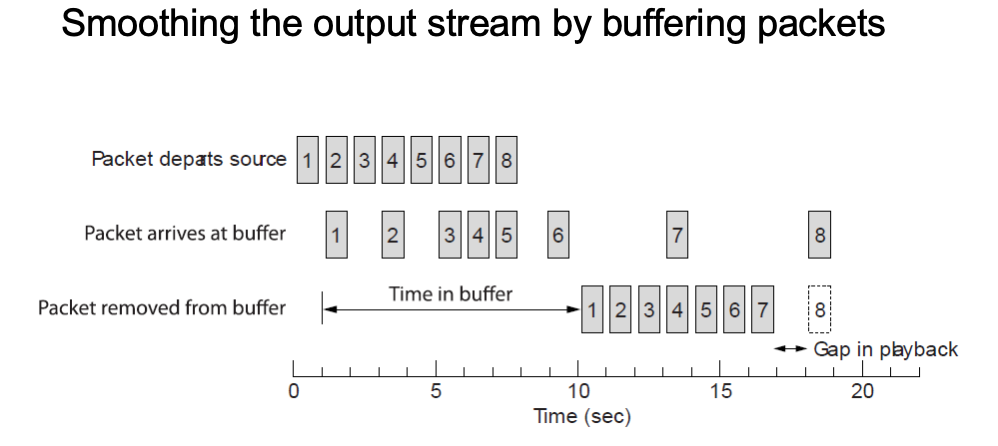 Smoothing the output stream by buffering packets
Packet departs source 1 2 3 4 5 6 7 8
Packet arrives at buffer 1 2 3 4 5 6 7 8
Time in buffer
Packet removed from buffer 1 2 3 4 5 6 7 8
Gap in playback
0 5 10 15 20
Time (sec)